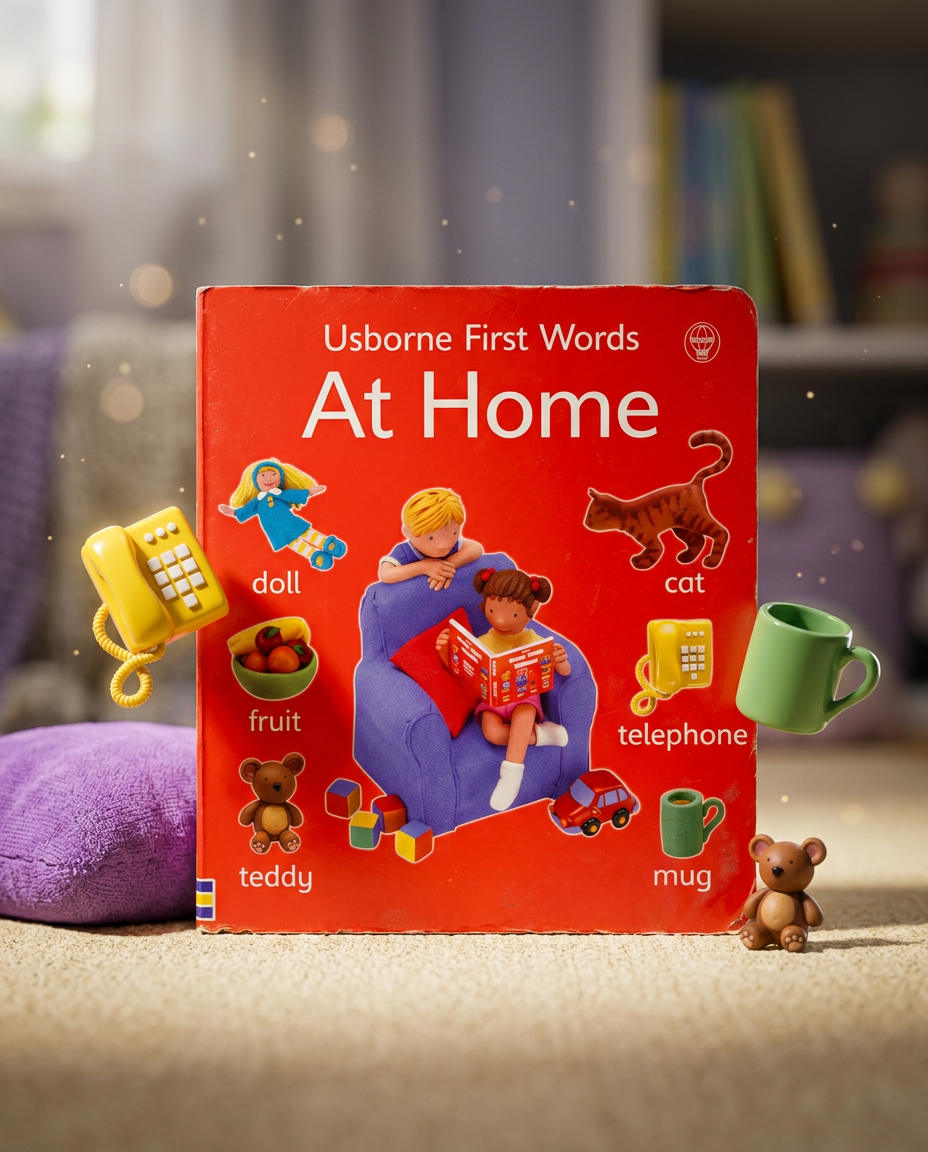 Usborne First Words
At Home
doll
cat
fruit
telephone
teddy
mug